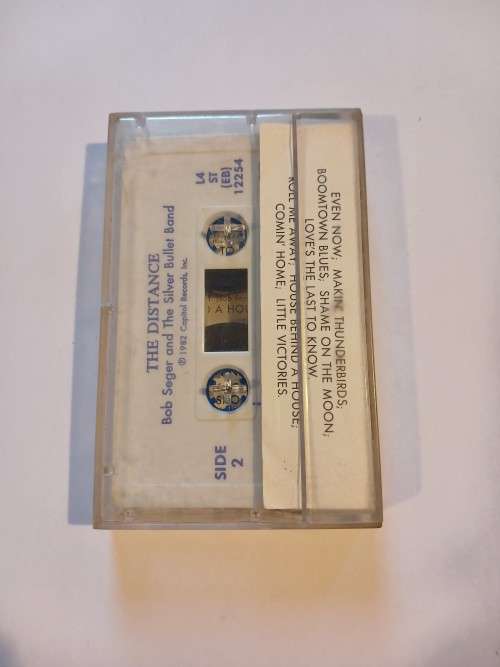 THE DISTANCE
Bob Seger and The Silver Bullet Band
℗ 1982 Capitol Records, Inc.
SIDE
2
L4
ST
(EB)
12254
EVEN NOW; MAKIN' THUNDERBIRDS;
BOOMTOWN BLUES, SHAME ON THE MOON;
LOVE'S THE LAST TO KNOW.
ROLL ME AWAY; HOUSE BEHIND A HOUSE;
COMIN' HOME, LITTLE VICTORIES.